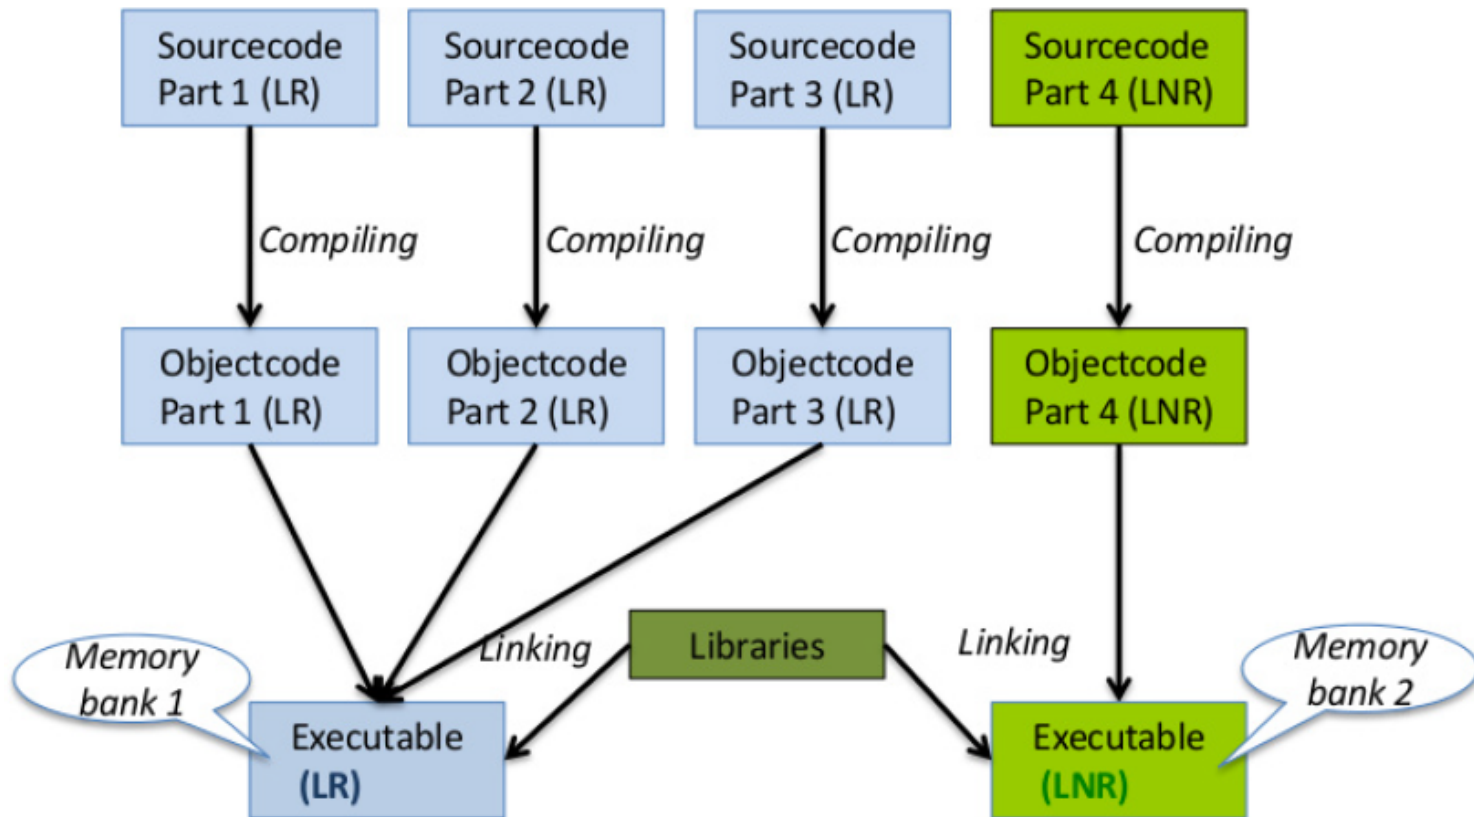 Sourcecode
Part 1 (LR)
Sourcecode
Part 2 (LR)
Sourcecode
Part 3 (LR)
Sourcecode
Part 4 (LNR)
Compiling
Compiling
Compiling
Compiling
Objectcode
Part 1 (LR)
Objectcode
Part 2 (LR)
Objectcode
Part 3 (LR)
Objectcode
Part 4 (LNR)
Memory
bank 1
Linking
Libraries
Linking
Memory
bank 2
Executable
(LR)
Executable
(LNR)